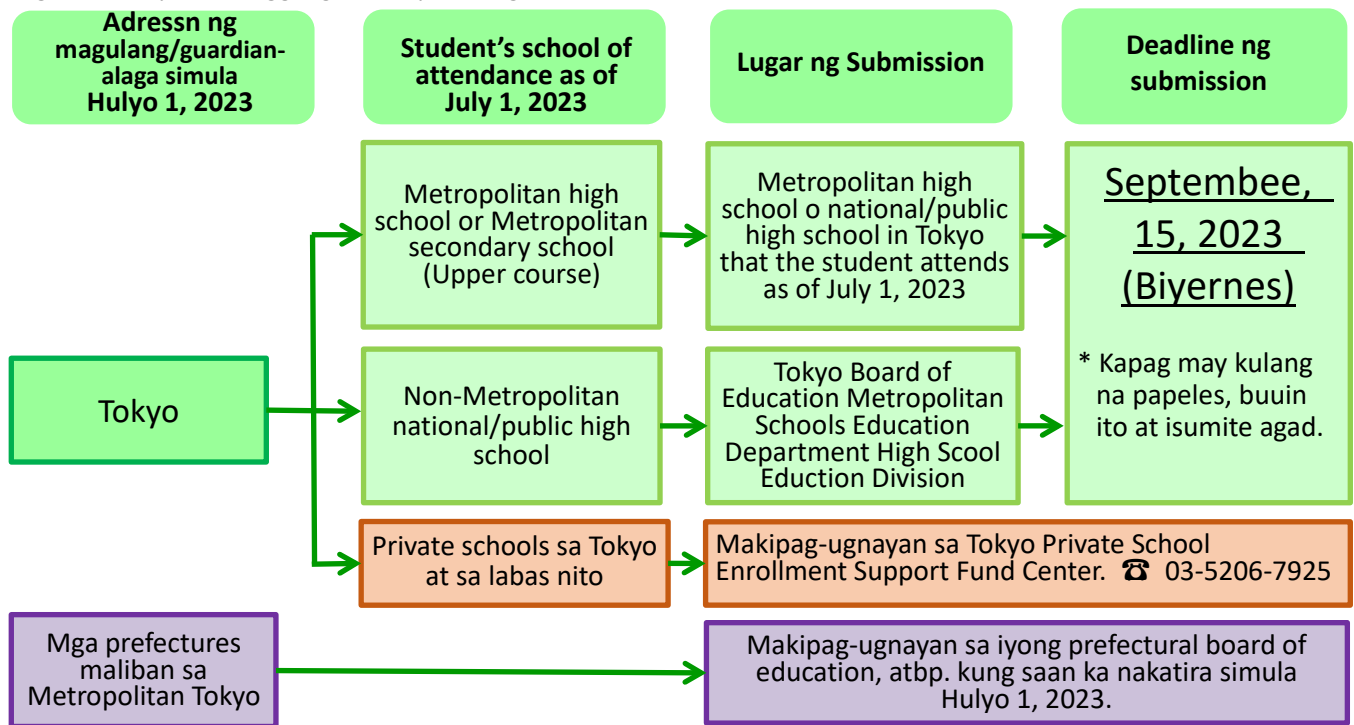 Adressn ng
magulang/guardian-
alaga simula
Hulyo 1, 2023
Student's school of
attendance as of
July 1, 2023
Lugar ng Submission
Deadline ng
submission
Tokyo
Metropolitan high
school or Metropolitan
secondary school
(Upper course)
Metropolitan high
school o national/public
high school in Tokyo
that the student attends
as of July 1, 2023
Septembee,
15, 2023
(Biyernes)
* Kapag may kulang
na papeles, buuin
ito at isumite agad.
Non-Metropolitan
national/public high
school
Tokyo Board of
Education Metropolitan
Schools Education
Department High Scool
Eduction Division
Private schools sa Tokyo
at sa labas nito
Makipag-ugnayan sa Tokyo Private School
Enrollment Support Fund Center. ☎ 03-5206-7925
Mga prefectures
maliban sa
Metropolitan Tokyo
Makipag-ugnayan sa iyong prefectural board of
education, atbp. kung saan ka nakatira simula
Hulyo 1, 2023.